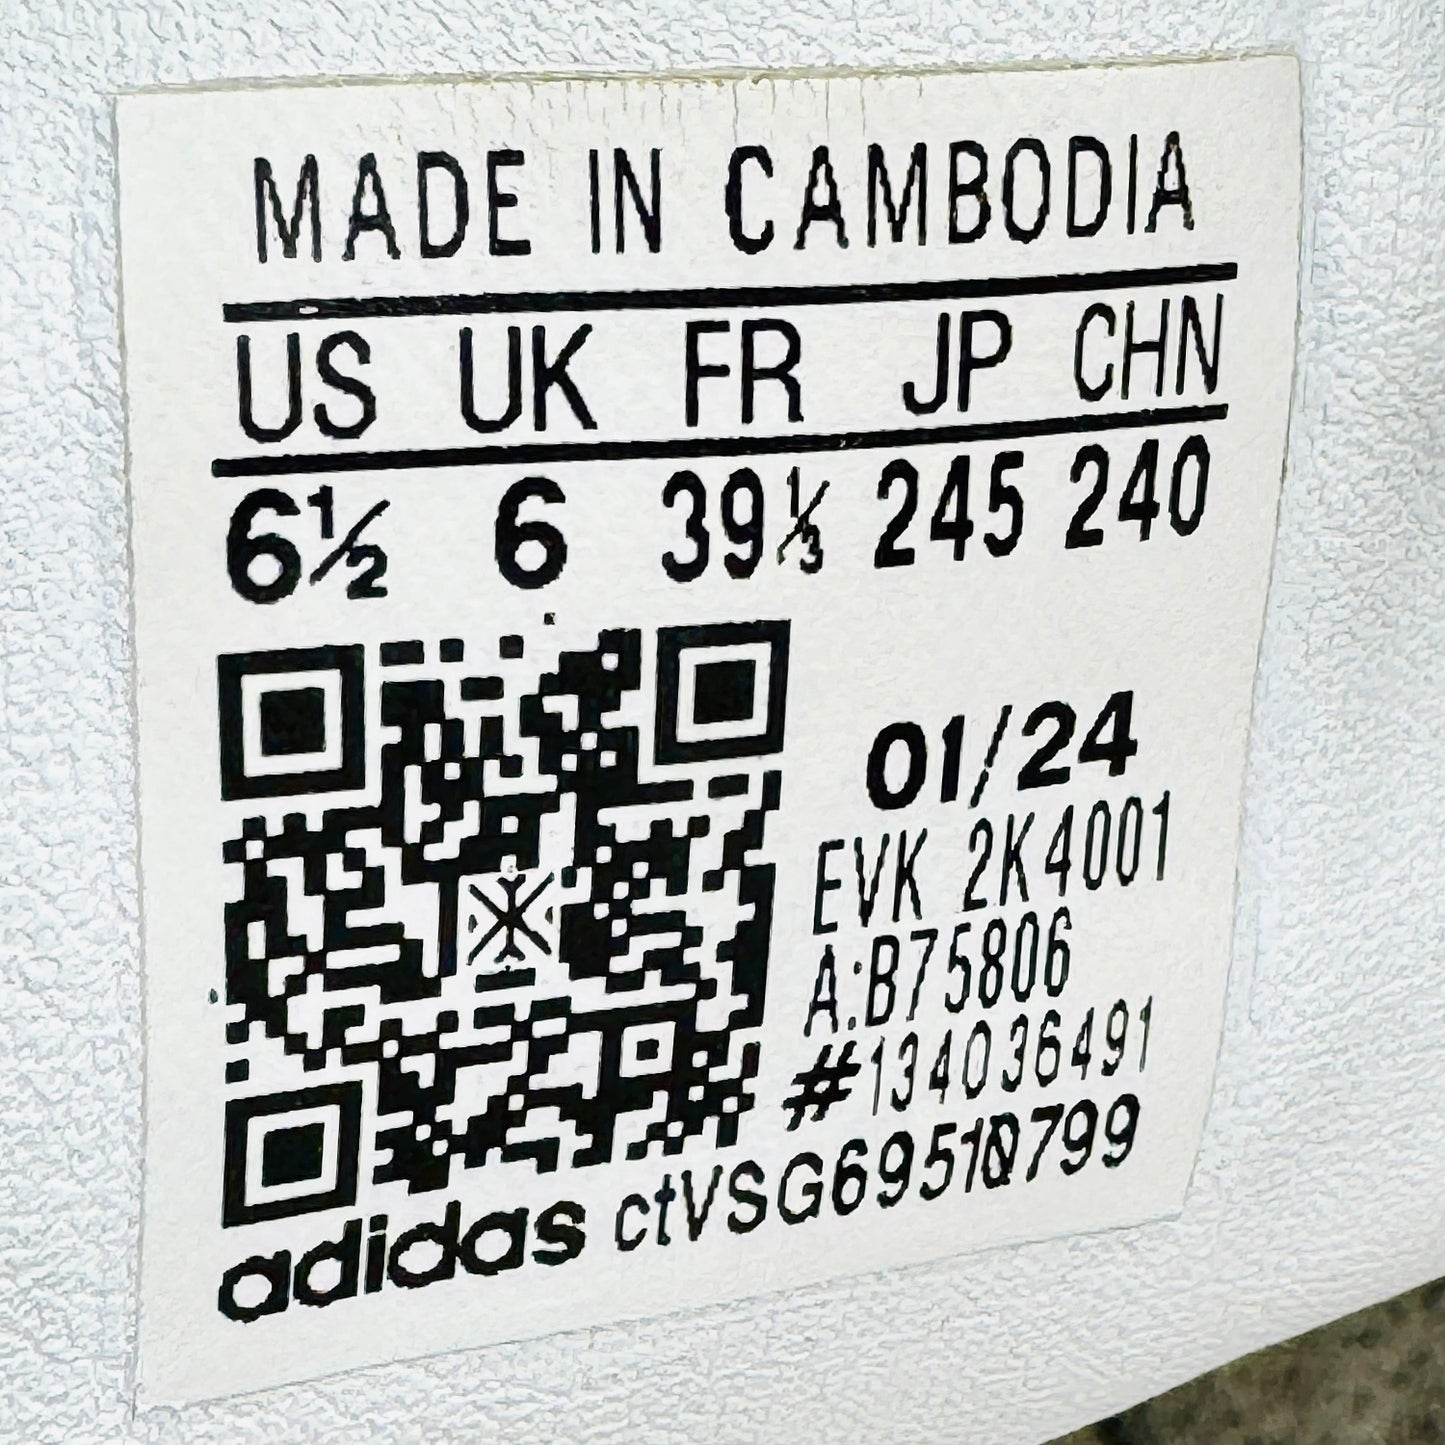 MADE IN CAMBODIA
US UK FR JP CHN
6½ 6 39⅓ 245 240
01/24
EVK 2K4001
A:B75806
#134036491
adidas ctVSG6951Q799